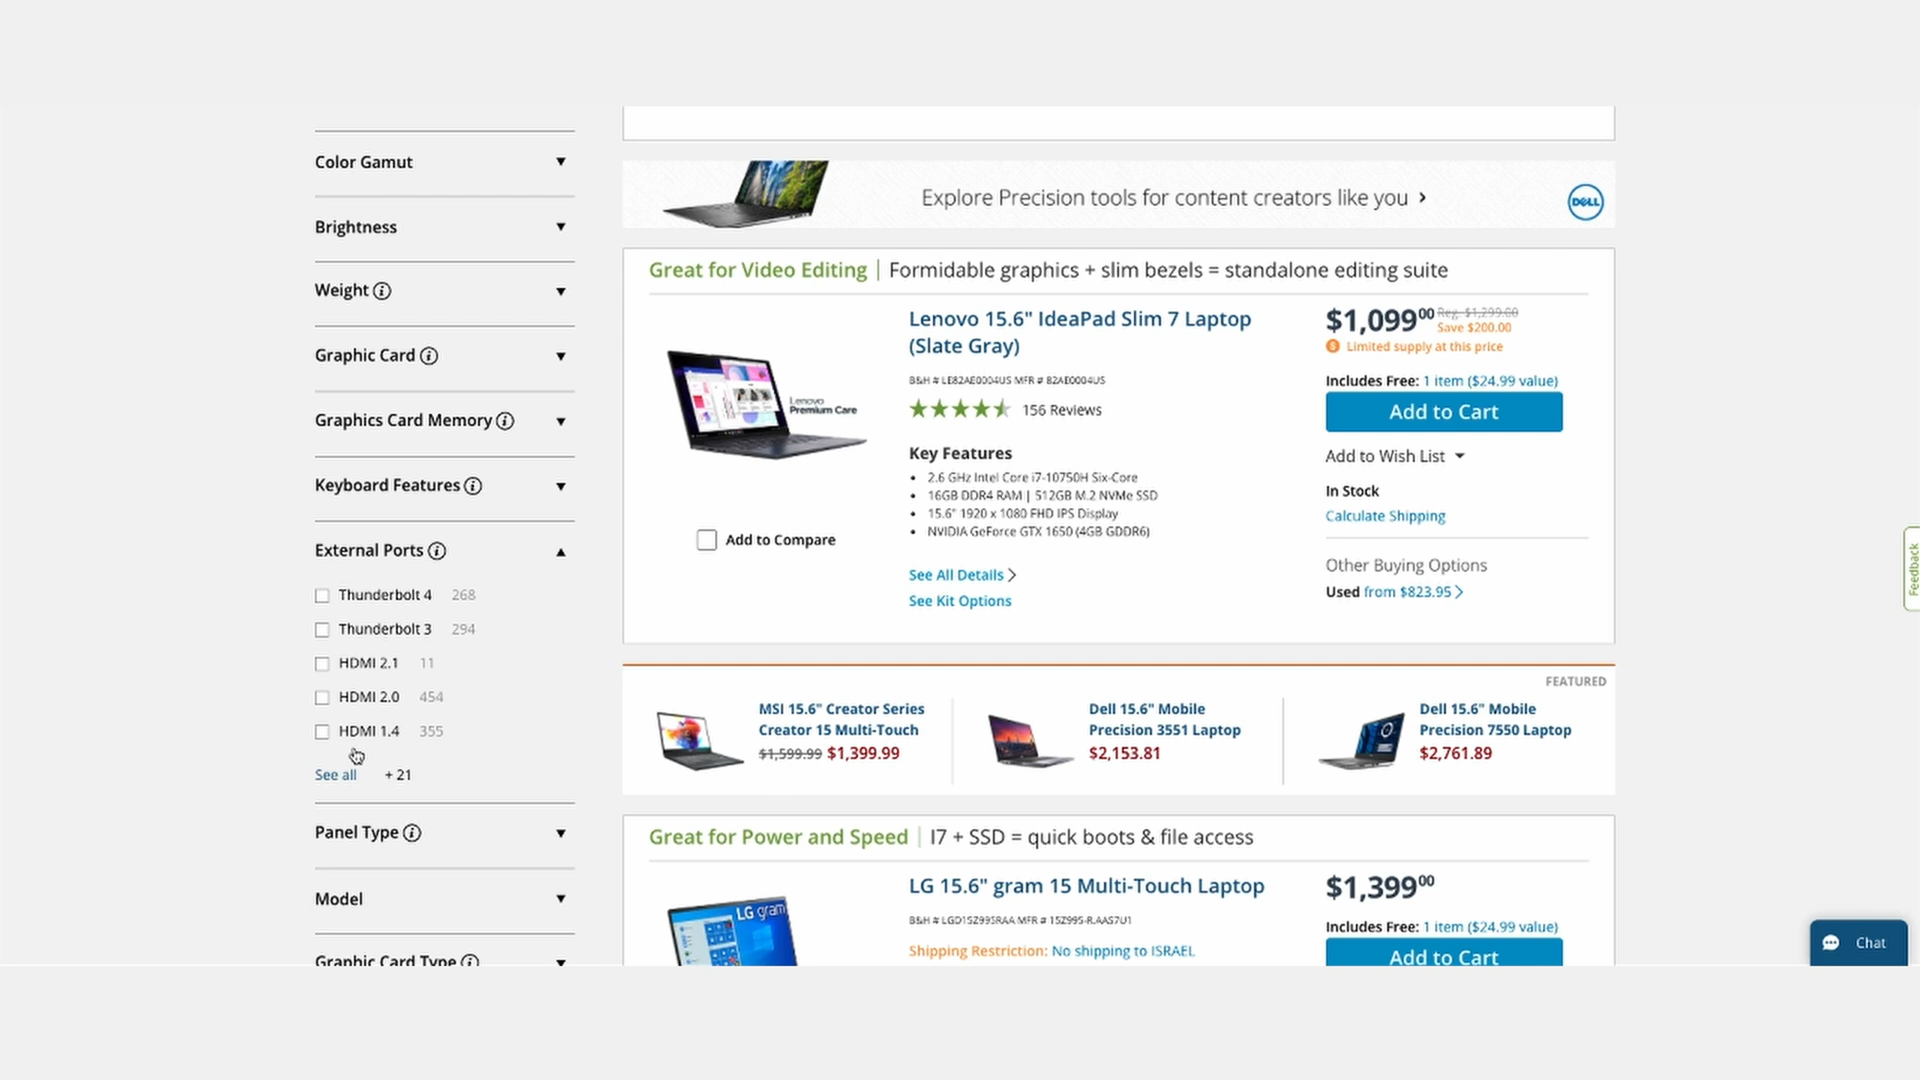 Color Gamut
Brightness
Weight
Graphic Card
Graphics Card Memory
Keyboard Features
External Ports
Thunderbolt 4 268
Thunderbolt 3 294
HDMI 2.1 11
HDMI 2.0 454
HDMI 1.4 355
See all + 21
Panel Type
Model
Graphic Card Type
Explore Precision tools for content creators like you ›
DELL
Great for Video Editing | Formidable graphics + slim bezels = standalone editing suite
Lenovo
Premium Care
Add to Compare
Lenovo 15.6" IdeaPad Slim 7 Laptop
(Slate Gray)
B&H # LE82AE0004US MFR # 82AE0004US
156 Reviews
Key Features
• 2.6 GHz Intel Core i7-10750H Six-Core
• 16GB DDR4 RAM | 512GB M.2 NVMe SSD
• 15.6" 1920 x 1080 FHD IPS Display
• NVIDIA GeForce GTX 1650 (4GB GDDR6)
See All Details
See Kit Options
$1,099.00 Reg. $1,299.00
Save $200.00
Limited supply at this price
Includes Free: 1 item ($24.99 value)
Add to Cart
Add to Wish List
In Stock
Calculate Shipping
Other Buying Options
Used from $823.95
FEATURED
MSI 15.6" Creator Series
Creator 15 Multi-Touch
$1,599.99 $1,399.99
Dell 15.6" Mobile
Precision 3551 Laptop
$2,153.81
Dell 15.6" Mobile
Precision 7550 Laptop
$2,761.89
Great for Power and Speed | I7 + SSD = quick boots & file access
LG gram
LG 15.6" gram 15 Multi-Touch Laptop
B&H # LGD15Z995RAA MFR # 15Z995-R.AAS7U1
Shipping Restriction: No shipping to ISRAEL
$1,399.00
Includes Free: 1 item ($24.99 value)
Add to Cart
Feedback
Chat